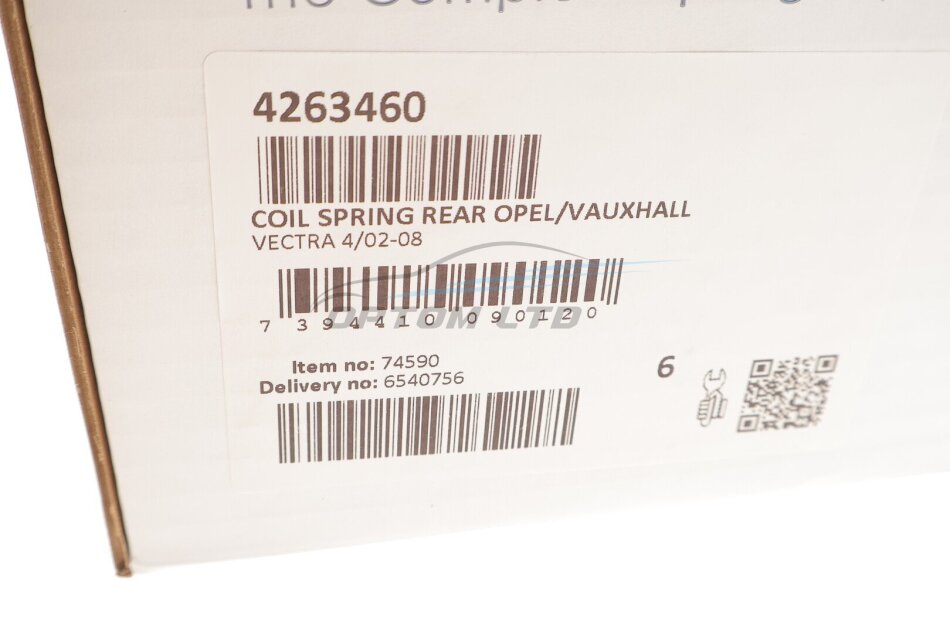 The
4263460
COIL SPRING REAR OPEL/VAUXHALL
VECTRA 4/02-08
7 394410 090120
OPTOM LTD
Item no: 74590
6
Delivery no: 6540756